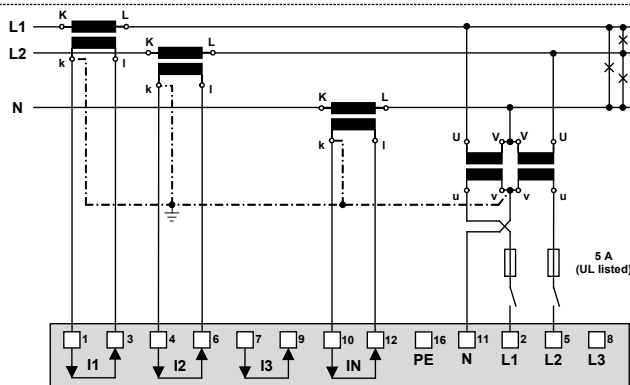 K L
L1
K L
L2
k l
k l
K L
N
k l
U V V U
u v v u
5 A
(UL listed)
1 3 4 6 7 9 10 12 16 11 2 5 8
I1 I2 I3 IN PE N L1 L2 L3